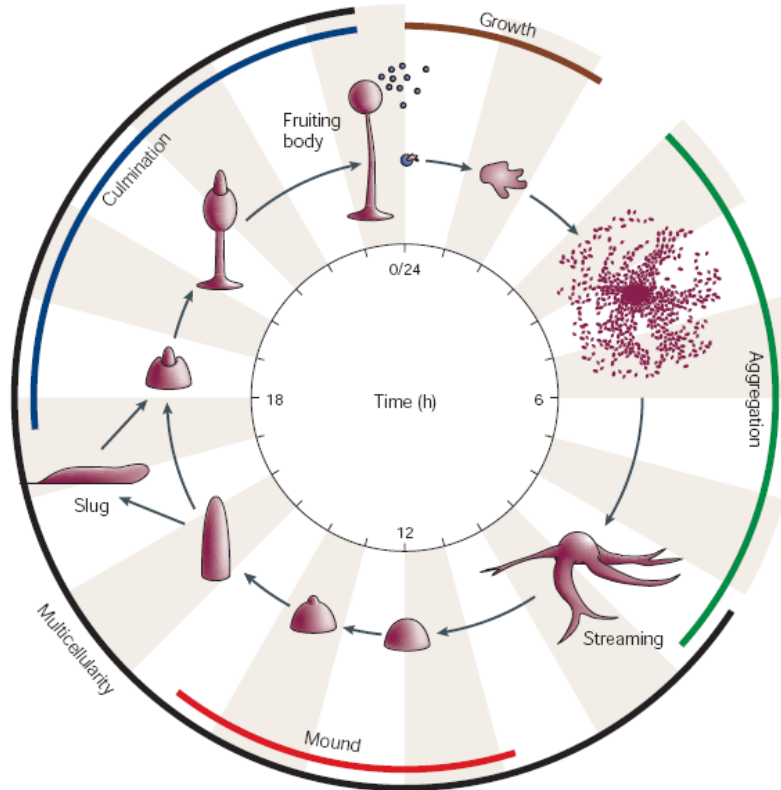 Growth
Fruiting
body
Culmination
0/24
Aggregation
18
Time (h)
6
Slug
12
Streaming
Multicellularity
Mound